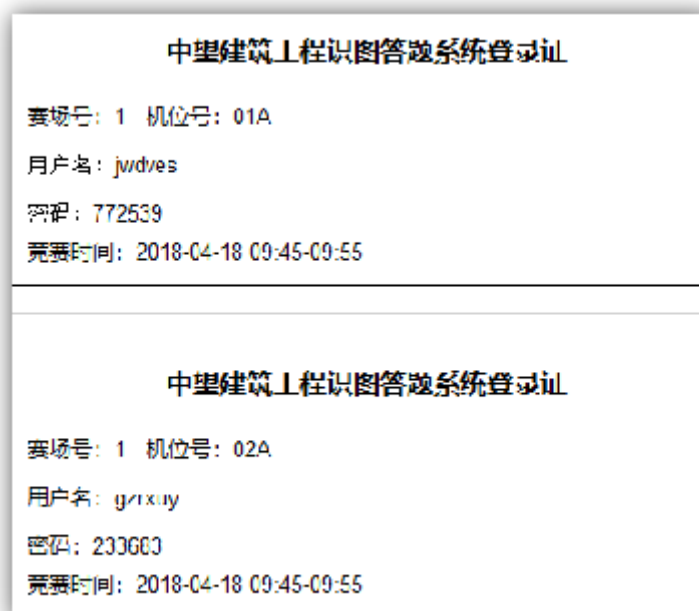 中望建筑工程识图答题系统登录证
赛场号：1 机位号：01A
用户名：jwdves
密码：772539
竞赛时间：2018-04-18 09:45-09:55
中望建筑工程识图答题系统登录证
赛场号：1 机位号：02A
用户名：gzrxuy
密码：233683
竞赛时间：2018-04-18 09:45-09:55